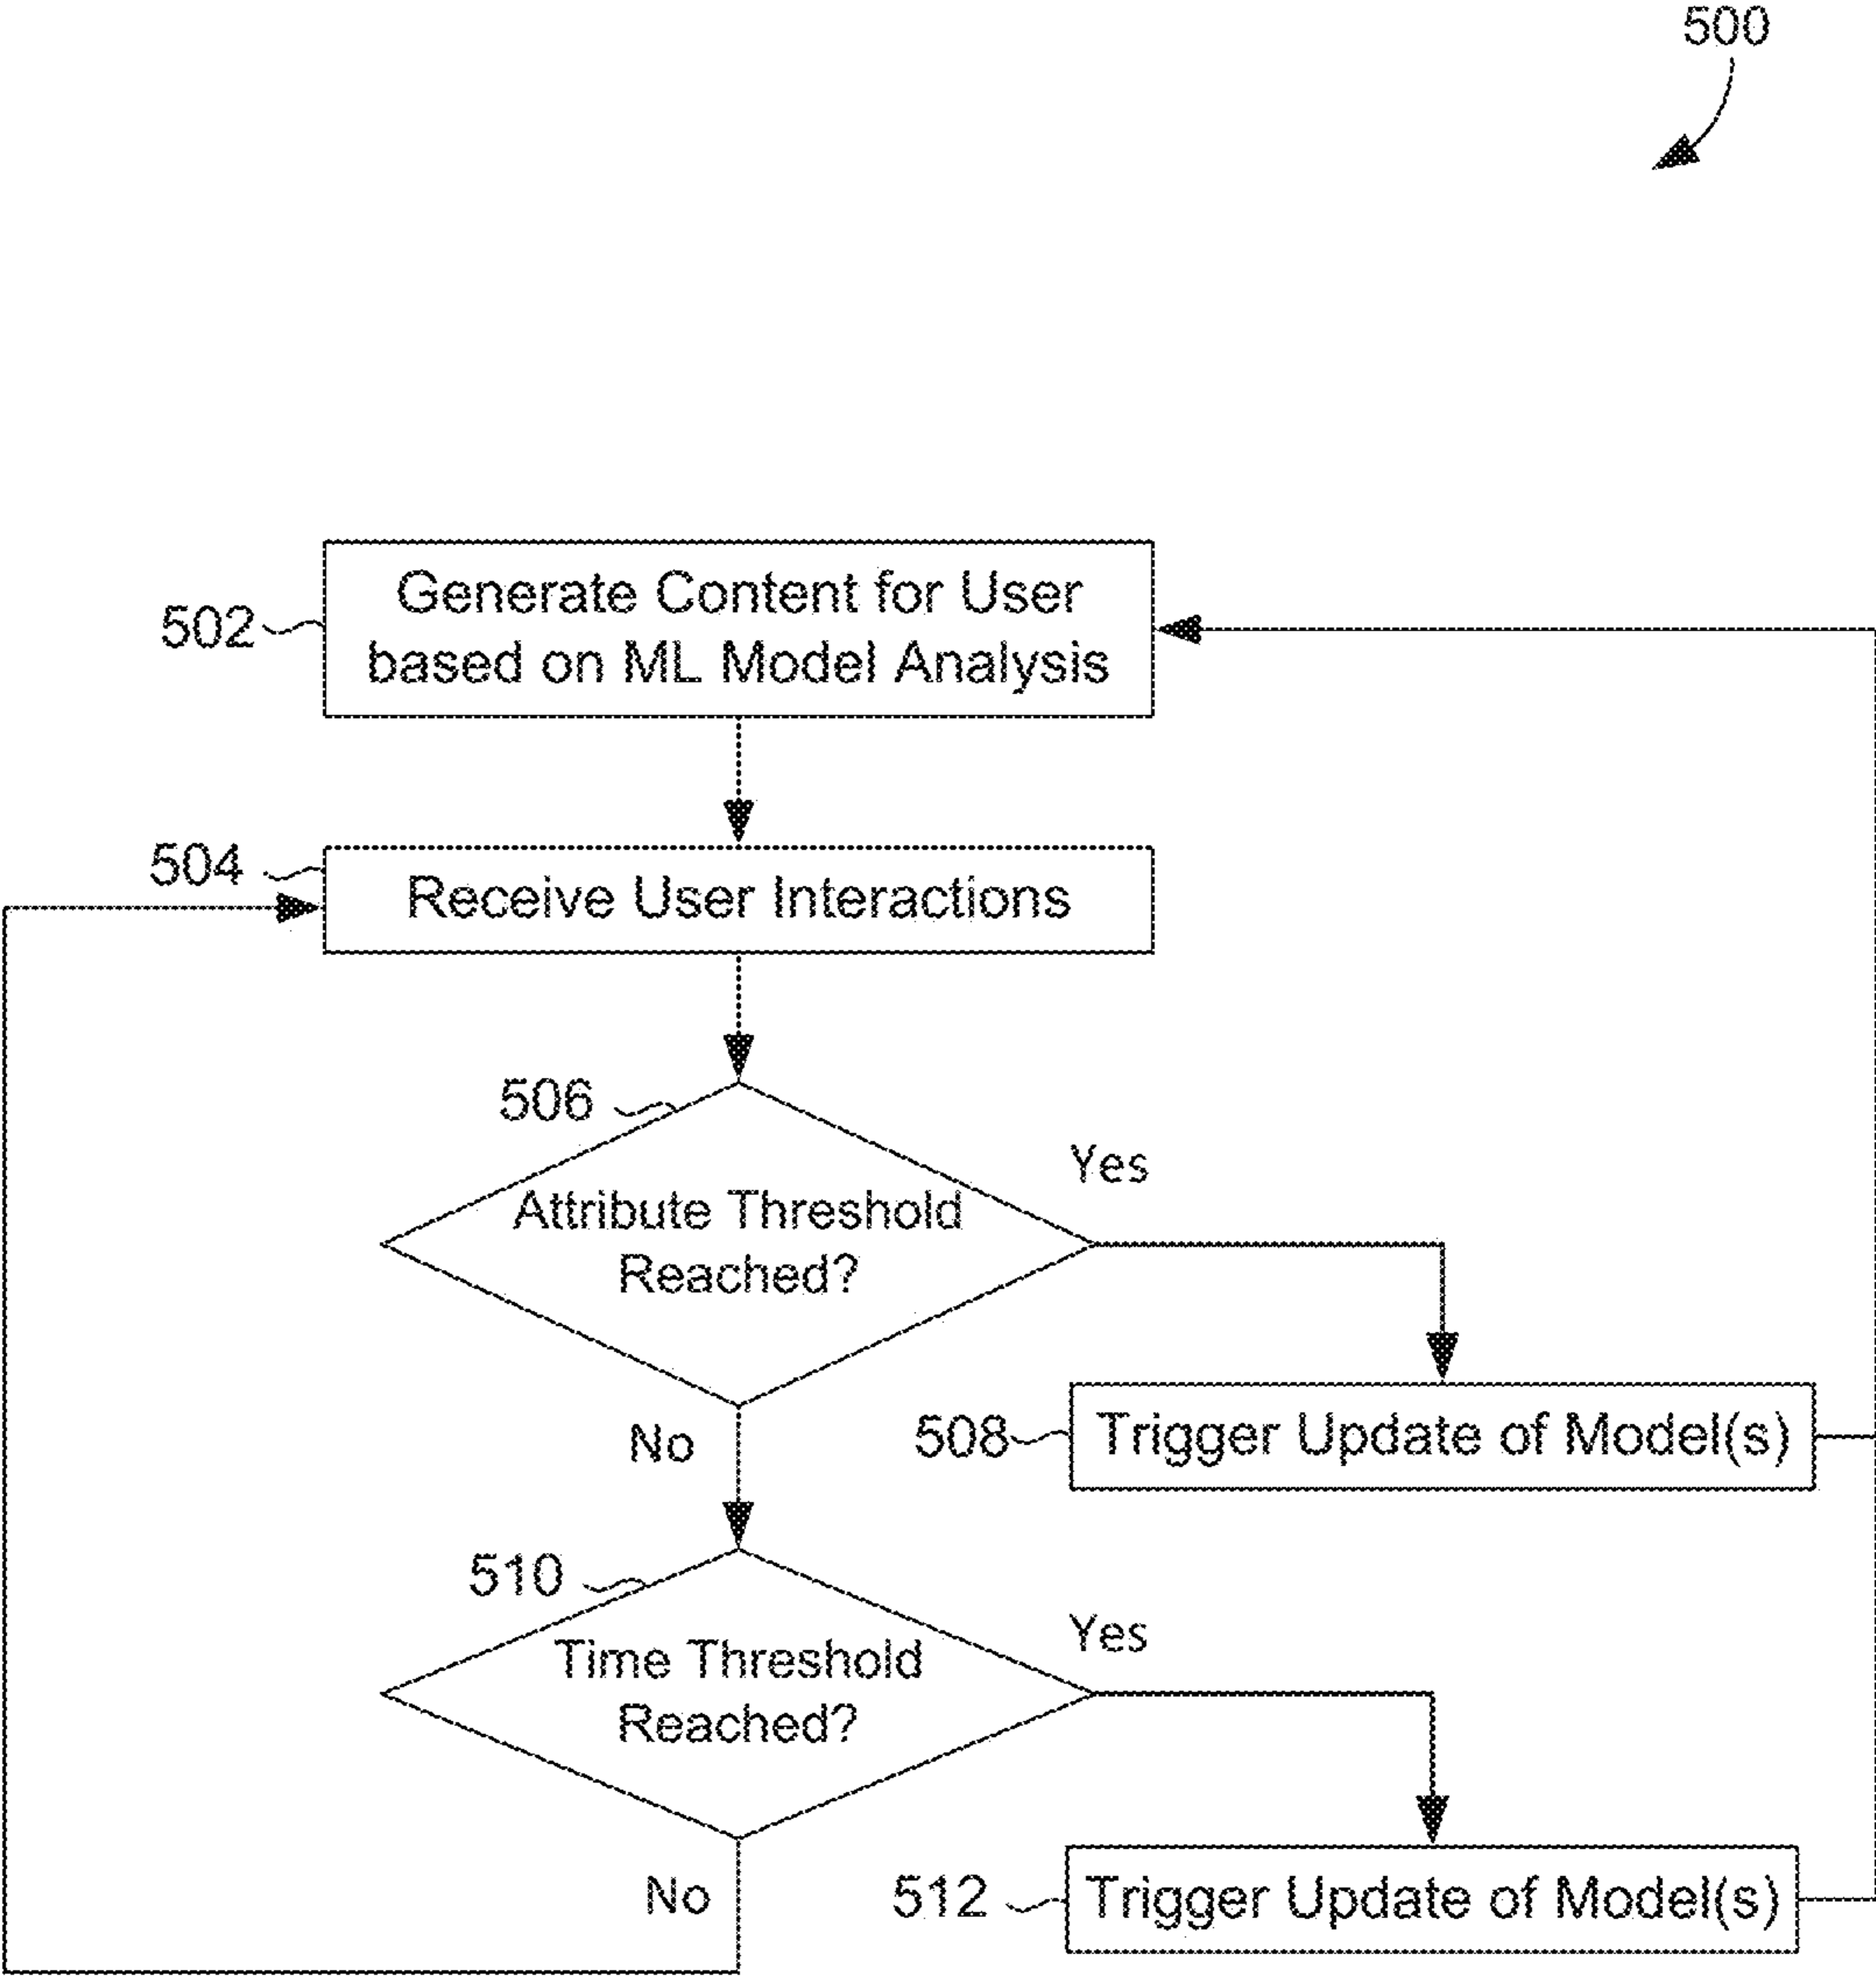 500
502
Generate Content for User
based on ML Model Analysis
504
Receive User Interactions
506
Attribute Threshold
Reached?
Yes
No
508
Trigger Update of Model(s)
510
Time Threshold
Reached?
Yes
No
512
Trigger Update of Model(s)